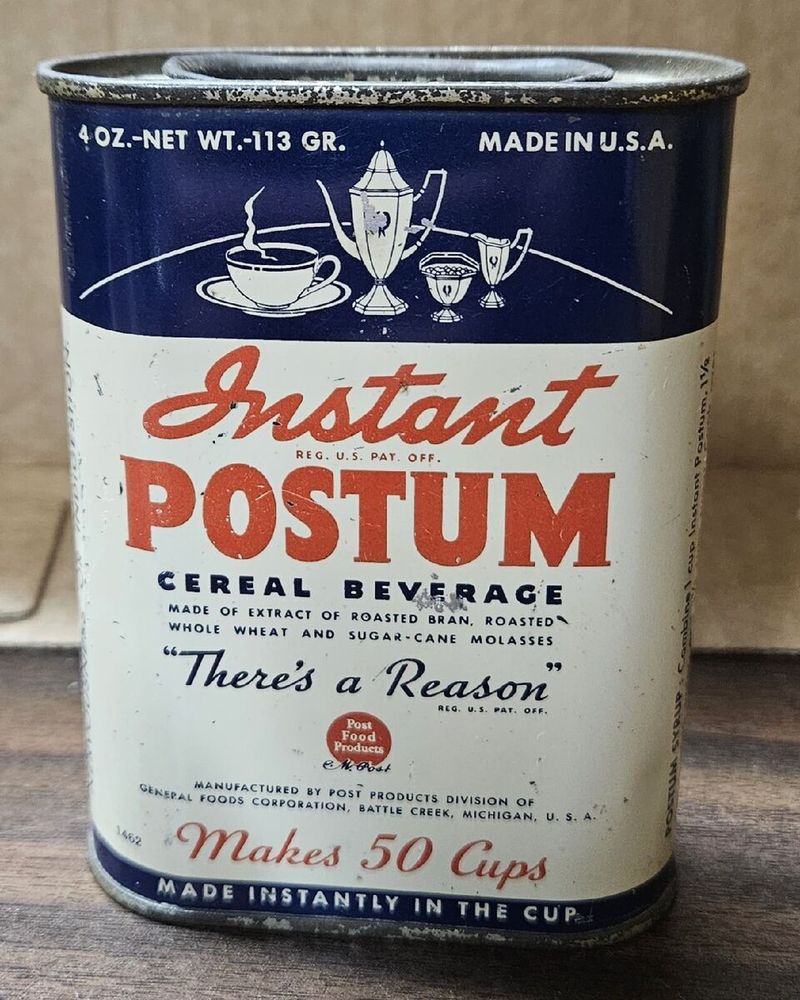 4 OZ.-NET WT.-113 GR. MADE IN U.S.A.
Instant
REG. U.S. PAT. OFF.
POSTUM
CEREAL BEVERAGE
MADE OF EXTRACT OF ROASTED BRAN, ROASTED
WHOLE WHEAT AND SUGAR-CANE MOLASSES
"There's a Reason"
REG. U.S. PAT. OFF.
Post
Food
Products
C.W. Post
MANUFACTURED BY POST PRODUCTS DIVISION OF
GENERAL FOODS CORPORATION, BATTLE CREEK, MICHIGAN, U. S. A.
1462
Makes 50 Cups
MADE INSTANTLY IN THE CUP
POSTUM SYRUP - Combine 1 cup Instant Postum, 1½